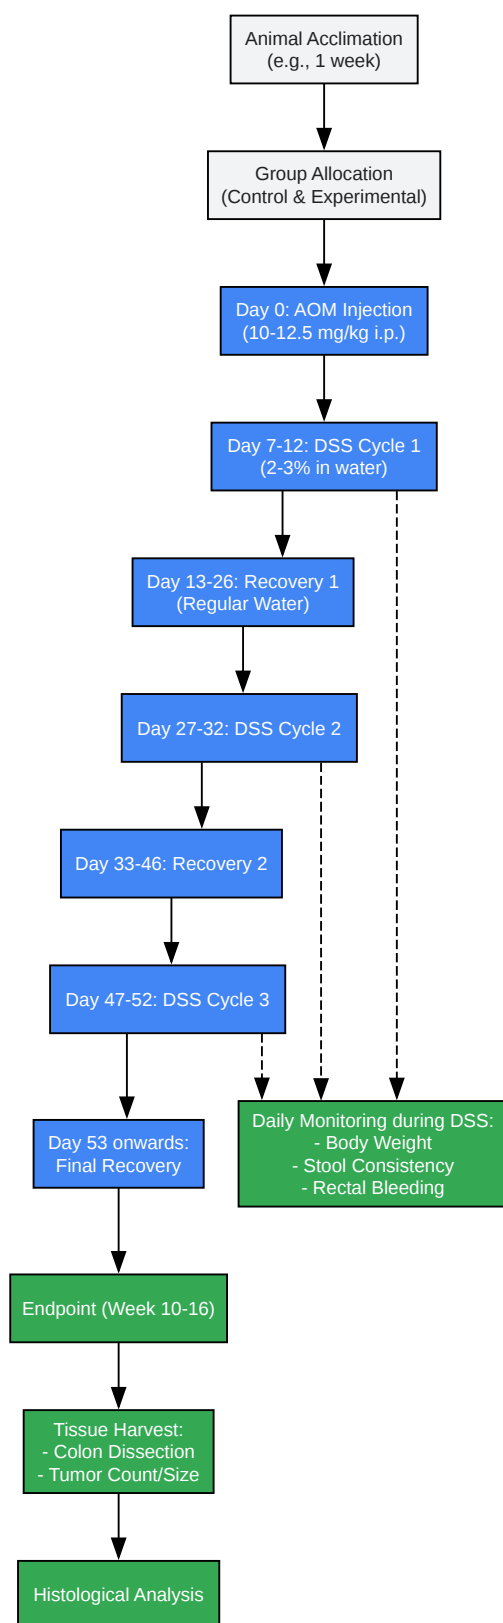 Animal Acclimation
(e.g., 1 week)
Group Allocation
(Control & Experimental)
Day 0: AOM Injection
(10-12.5 mg/kg i.p.)
Day 7-12: DSS Cycle 1
(2-3% in water)
Day 13-26: Recovery 1
(Regular Water)
Day 27-32: DSS Cycle 2
Day 33-46: Recovery 2
Day 47-52: DSS Cycle 3
Daily Monitoring during DSS:
- Body Weight
- Stool Consistency
- Rectal Bleeding
Day 53 onwards:
Final Recovery
Endpoint (Week 10-16)
Tissue Harvest:
- Colon Dissection
- Tumor Count/Size
Histological Analysis